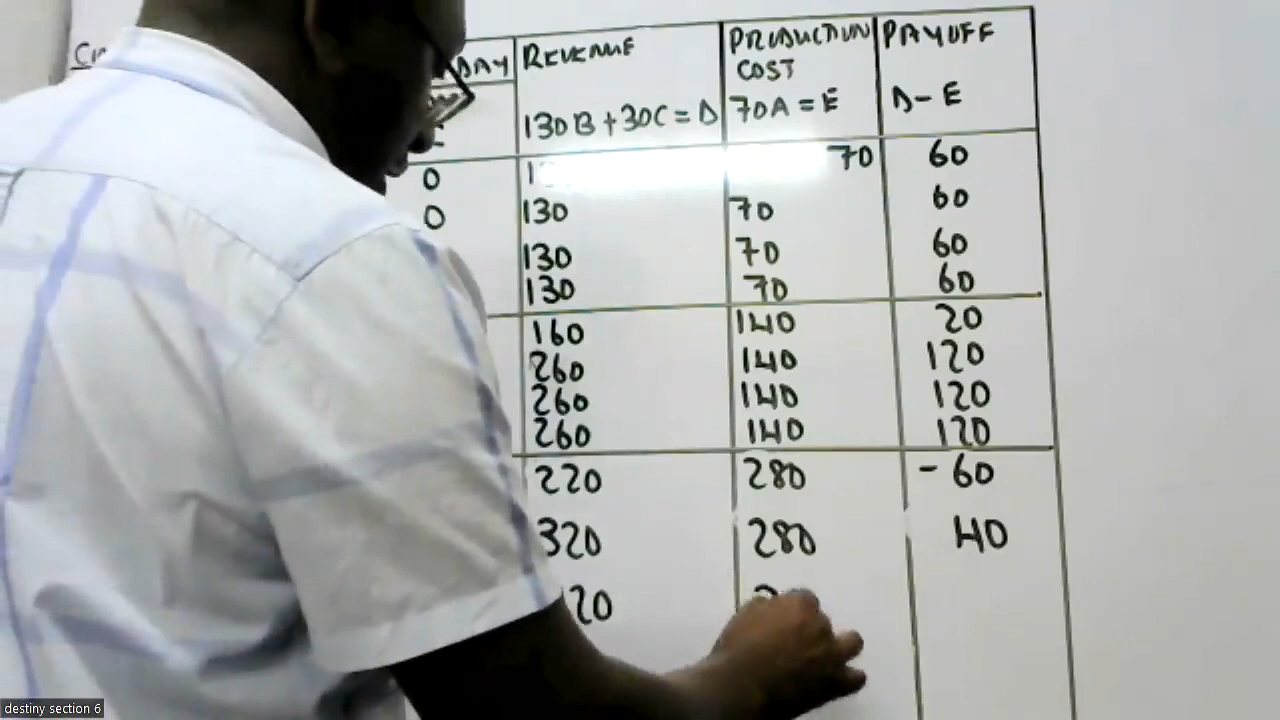 DAY REVENUE PRODUCTION COST PAYOFF
130B + 30C = D 70A = E D - E
0 70 60
0 130 70 60
130 70 60
130 70 60
160 140 20
260 140 120
260 140 120
260 140 120
220 280 - 60
320 280 40
20
destiny section 6